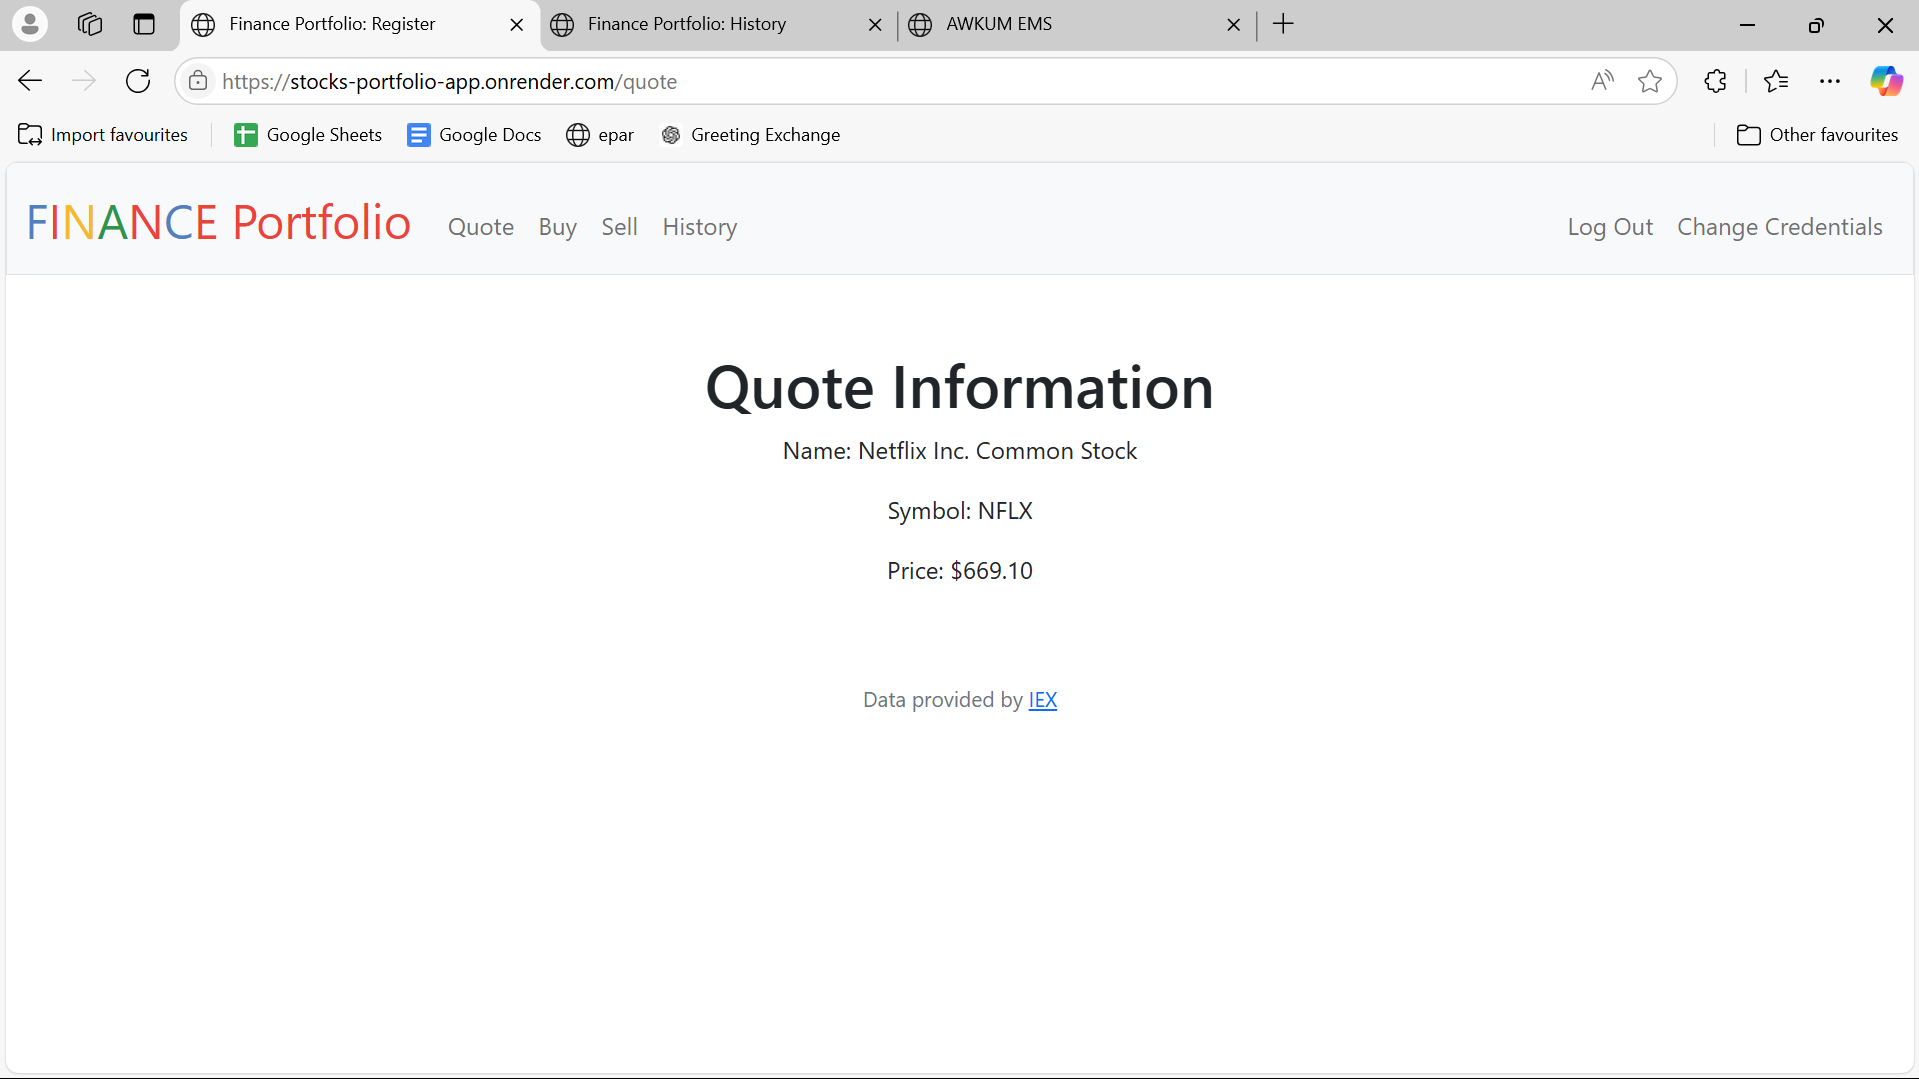 Finance Portfolio: Register
Finance Portfolio: History
AWKUM EMS
https://stocks-portfolio-app.onrender.com/quote
Import favourites
Google Sheets
Google Docs
epar
Greeting Exchange
Other favourites
FINANCE Portfolio
Quote
Buy
Sell
History
Log Out
Change Credentials
Quote Information
Name: Netflix Inc. Common Stock
Symbol: NFLX
Price: $669.10
Data provided by IEX